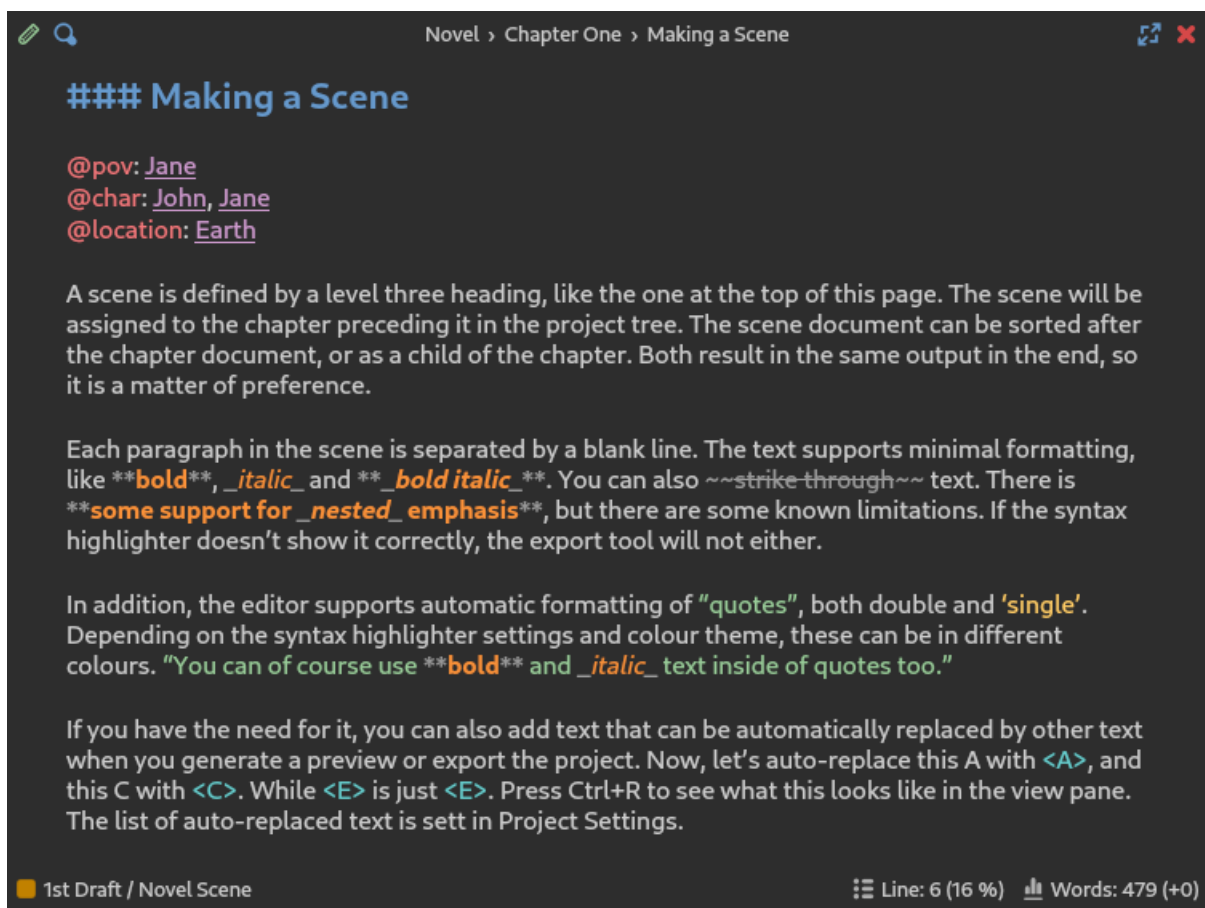 Novel › Chapter One › Making a Scene
### Making a Scene
@pov: Jane
@char: John, Jane
@location: Earth
A scene is defined by a level three heading, like the one at the top of this page. The scene will be
assigned to the chapter preceding it in the project tree. The scene document can be sorted after
the chapter document, or as a child of the chapter. Both result in the same output in the end, so
it is a matter of preference.
Each paragraph in the scene is separated by a blank line. The text supports minimal formatting,
like **bold**, _italic_ and **_bold italic_**. You can also ~~strike through~~ text. There is
**some support for _nested_ emphasis**, but there are some known limitations. If the syntax
highlighter doesn’t show it correctly, the export tool will not either.
In addition, the editor supports automatic formatting of “quotes”, both double and ‘single’.
Depending on the syntax highlighter settings and colour theme, these can be in different
colours. “You can of course use **bold** and _italic_ text inside of quotes too.”
If you have the need for it, you can also add text that can be automatically replaced by other text
when you generate a preview or export the project. Now, let’s auto-replace this A with <A>, and
this C with <C>. While <E> is just <E>. Press Ctrl+R to see what this looks like in the view pane.
The list of auto-replaced text is sett in Project Settings.
1st Draft / Novel Scene Line: 6 (16 %) Words: 479 (+0)